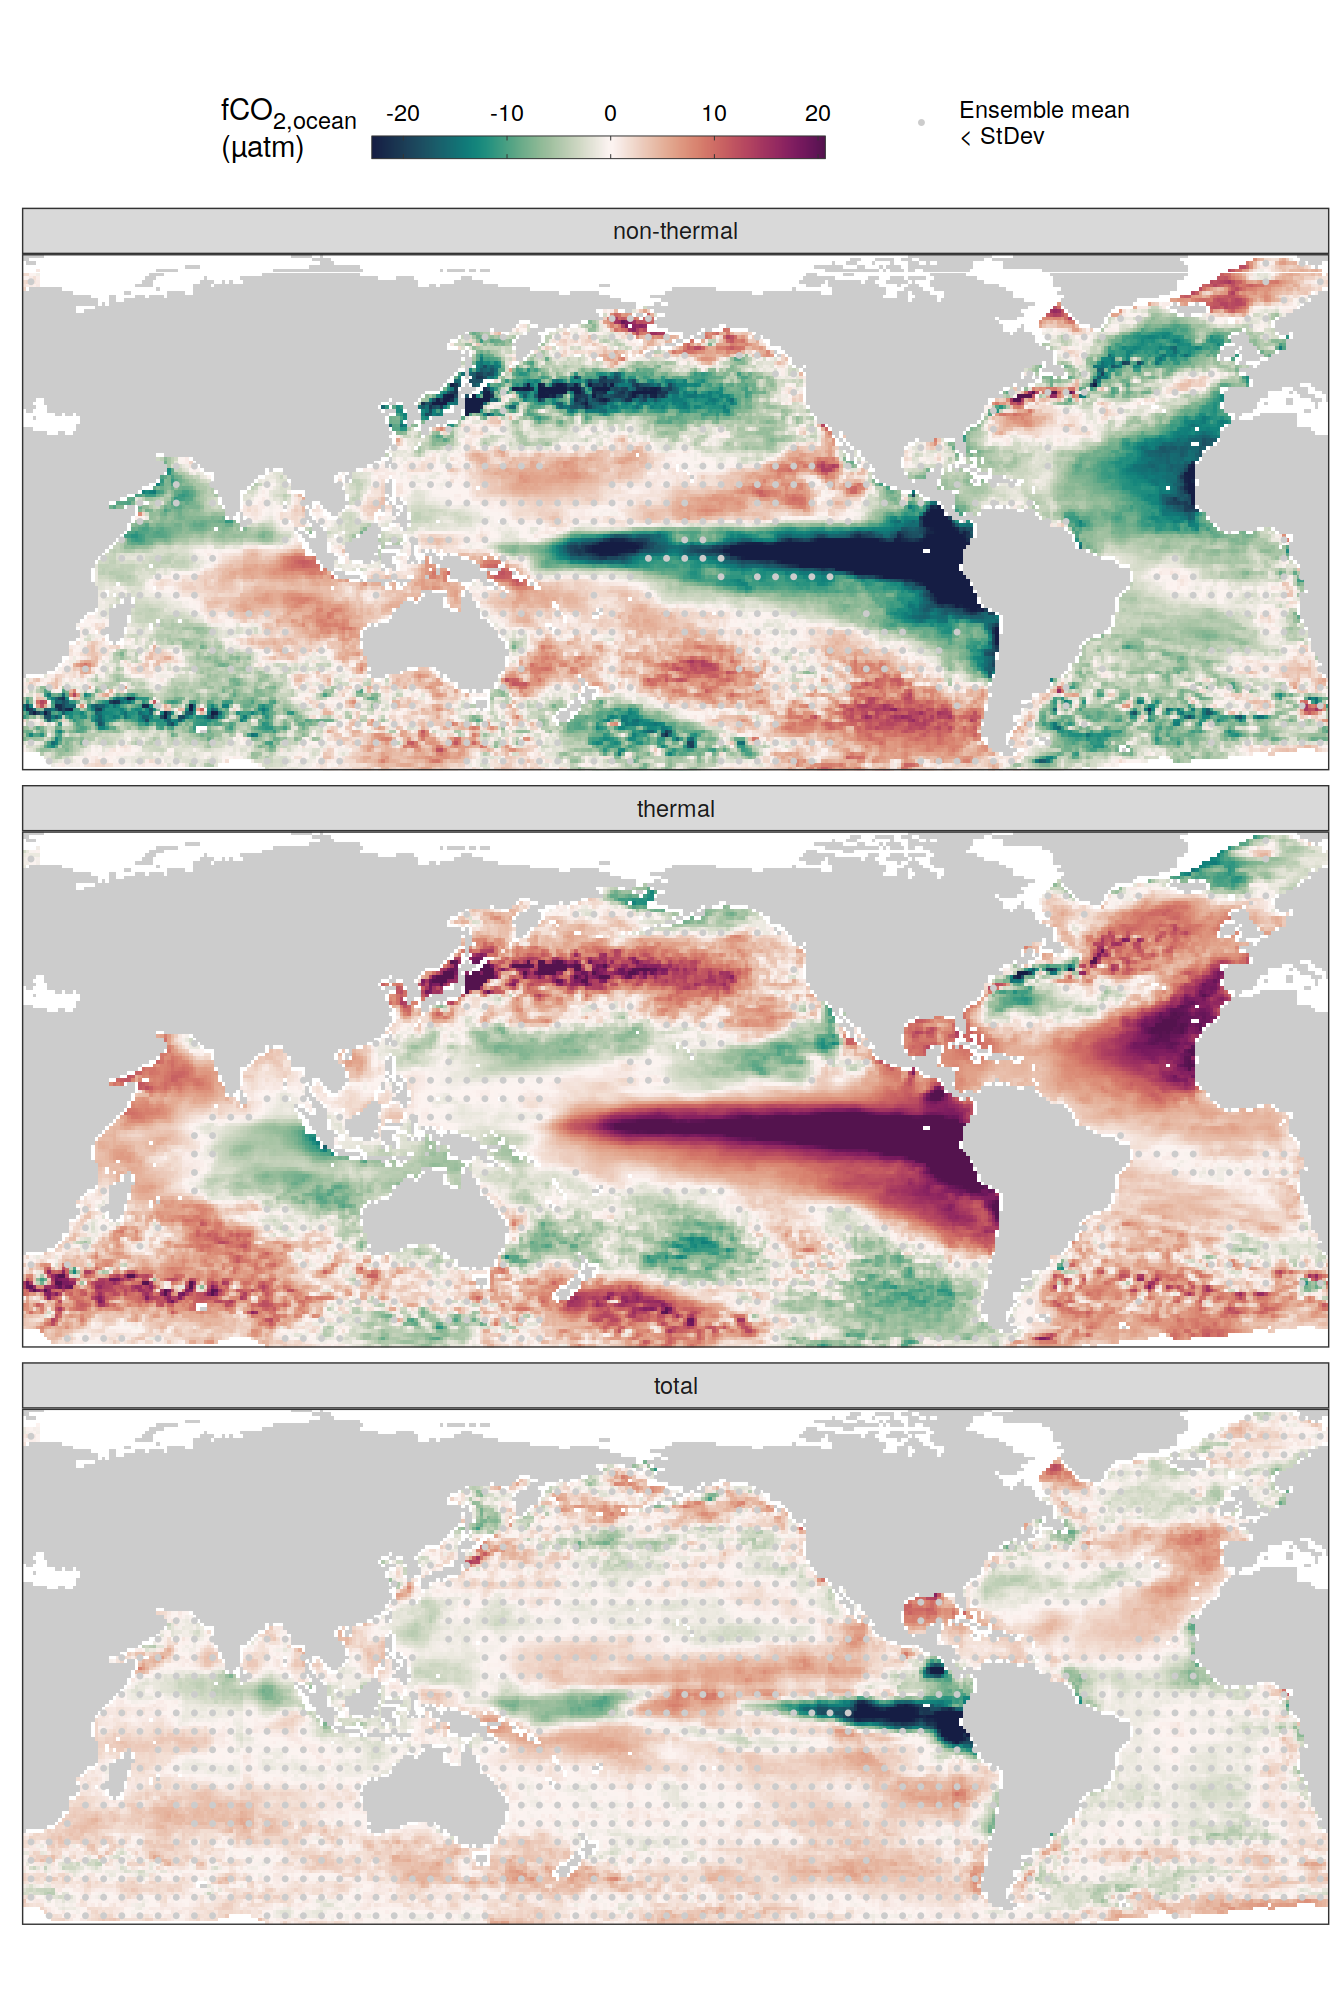 fCO2,ocean
(µatm)
-20 -10 0 10 20
Ensemble mean
< StDev
non-thermal
thermal
total